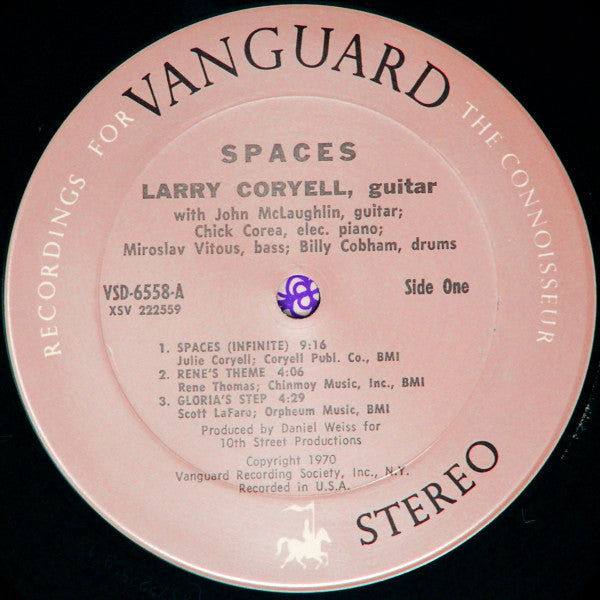 RECORDINGS FOR VANGUARD THE CONNOISSEUR
SPACES
LARRY CORYELL, guitar
with John McLaughlin, guitar;
Chick Corea, elec. piano;
Miroslav Vitous, bass; Billy Cobham, drums
VSD-6558-A
XSV 222559
Side One
1. SPACES (INFINITE) 9:16
Julie Coryell; Coryell Publ. Co., BMI
2. RENE'S THEME 4:06
Rene Thomas; Chinmoy Music, Inc., BMI
3. GLORIA'S STEP 4:29
Scott LaFaro; Orpheum Music, BMI
Produced by Daniel Weiss for
10th Street Productions
Copyright 1970
Vanguard Recording Society, Inc., N.Y.
Recorded in U.S.A.
STEREO